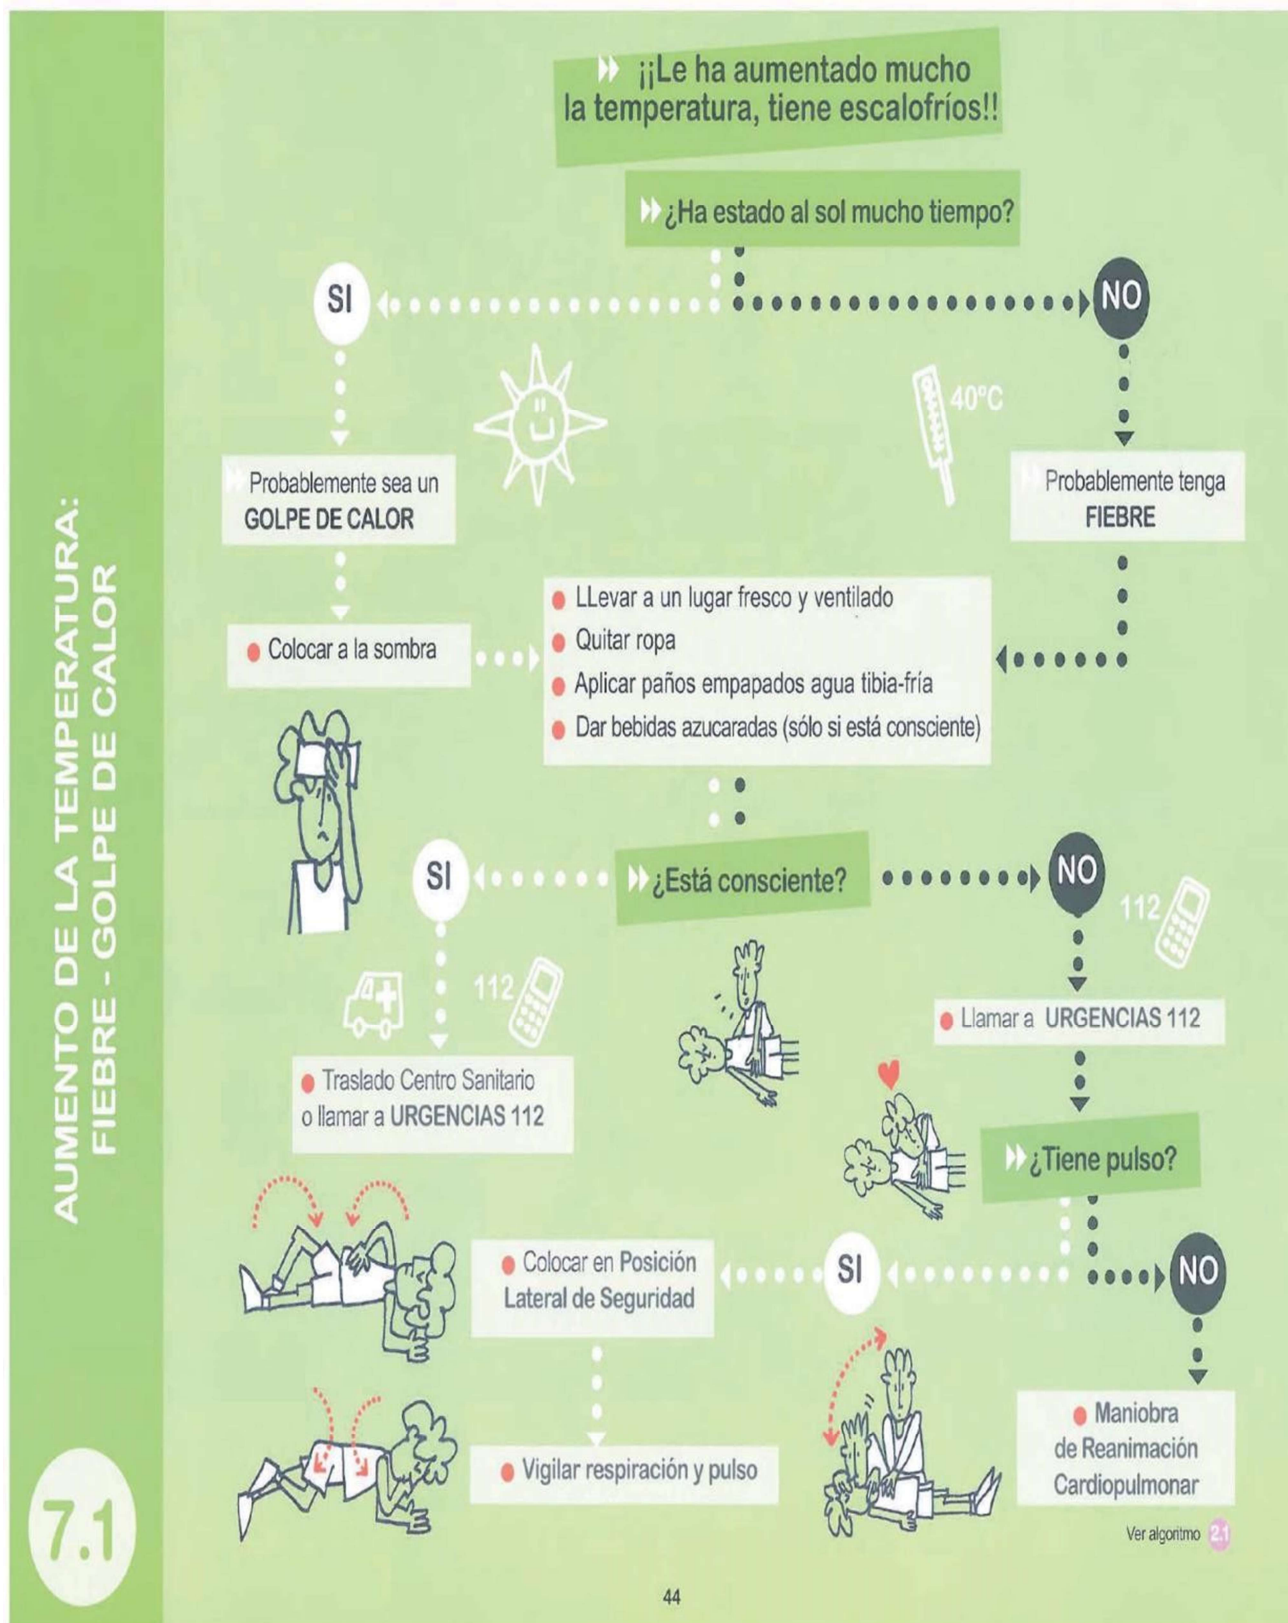 AUMENTO DE LA TEMPERATURA:
FIEBRE - GOLPE DE CALOR
7.1
¡¡Le ha aumentado mucho
la temperatura, tiene escalofríos!!
¿Ha estado al sol mucho tiempo?
SI
NO
40ºC
Probablemente sea un
GOLPE DE CALOR
Probablemente tenga
FIEBRE
Colocar a la sombra
LLevar a un lugar fresco y ventilado
Quitar ropa
Aplicar paños empapados agua tibia-fría
Dar bebidas azucaradas (sólo si está consciente)
SI
¿Está consciente?
NO
112
112
Traslado Centro Sanitario
o llamar a URGENCIAS 112
Llamar a URGENCIAS 112
¿Tiene pulso?
Colocar en Posición
Lateral de Seguridad
SI
NO
Vigilar respiración y pulso
Maniobra
de Reanimación
Cardiopulmonar
Ver algoritmo 2.1
44